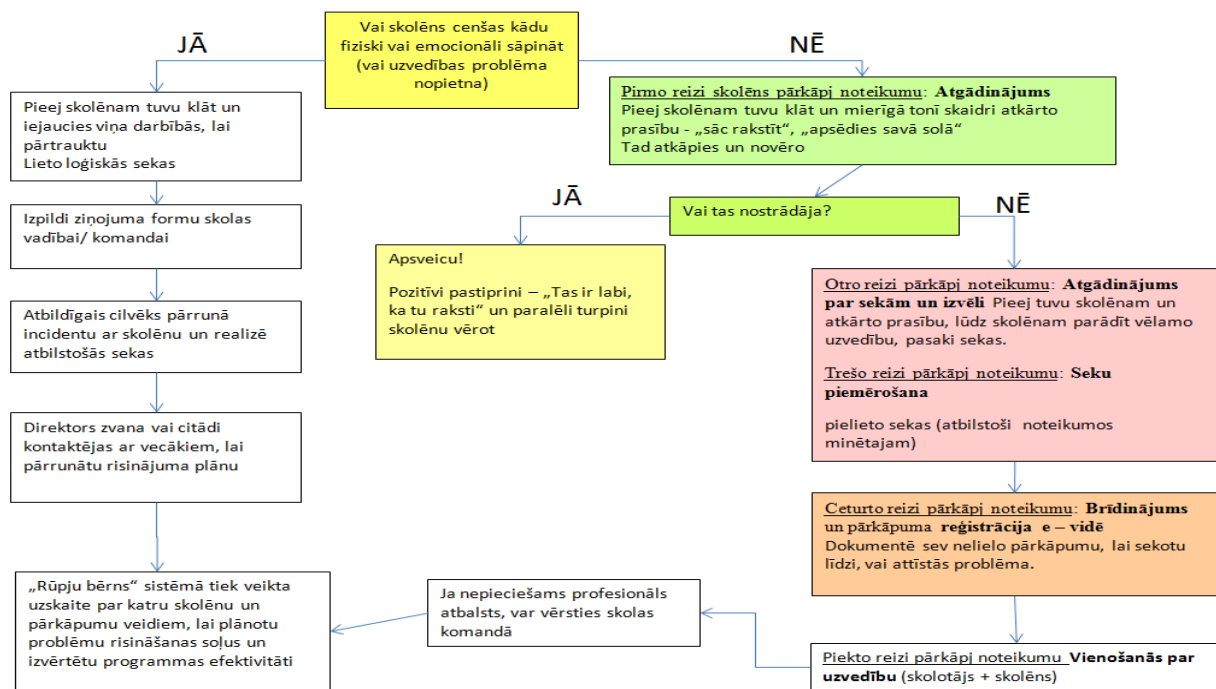 Vai skolēns cenšas kādu
fiziski vai emocionāli sāpināt
(vai uzvedības problēma
nopietna)
JĀ
NĒ
Pieej skolēnam tuvu klāt un
iejaucies viņa darbībās, lai
pārtrauktu
Lieto loģiskās sekas
Izpildi ziņojuma formu skolas
vadībai/ komandai
Atbildīgais cilvēks pārrunā
incidentu ar skolēnu un realizē
atbilstošās sekas
Direktors zvana vai citādi
kontaktējas ar vecākiem, lai
pārrunātu risinājuma plānu
„Rūpju bērns“ sistēmā tiek veikta
uzskaite par katru skolēnu un
pārkāpumu veidiem, lai plānotu
problēmu risināšanas soļus un
izvērtētu programmas efektivitāti
Pirmo reizi skolēns pārkāpj noteikumu: Atgādinājums
Pieej skolēnam tuvu klāt un mierīgā tonī skaidri atkārto
prasību - „sāc rakstīt“, „apsēdies savā solā“
Tad atkāpies un novēro
Vai tas nostrādāja?
JĀ
NĒ
Apsveicu!
Pozitīvi pastiprini – „Tas ir labi,
ka tu raksti“ un paralēli turpini
skolēnu vērot
Otro reizi pārkāpj noteikumu: Atgādinājums
par sekām un izvēli Pieej tuvu skolēnam un
atkārto prasību, lūdz skolēnam parādīt vēlamo
uzvedību, pasaki sekas.
Trešo reizi pārkāpj noteikumu: Seku
piemērošana
pielieto sekas (atbilstoši noteikumos
minētajam)
Ceturto reizi pārkāpj noteikumu: Brīdinājums
un pārkāpuma reģistrācija e – vidē
Dokumentē sev nelielo pārkāpumu, lai sekotu
līdzi, vai attīstās problēma.
Piekto reizi pārkāpj noteikumu Vienošanās par
uzvedību (skolotājs + skolēns)
Ja nepieciešams profesionāls
atbalsts, var vērsties skolas
komandā